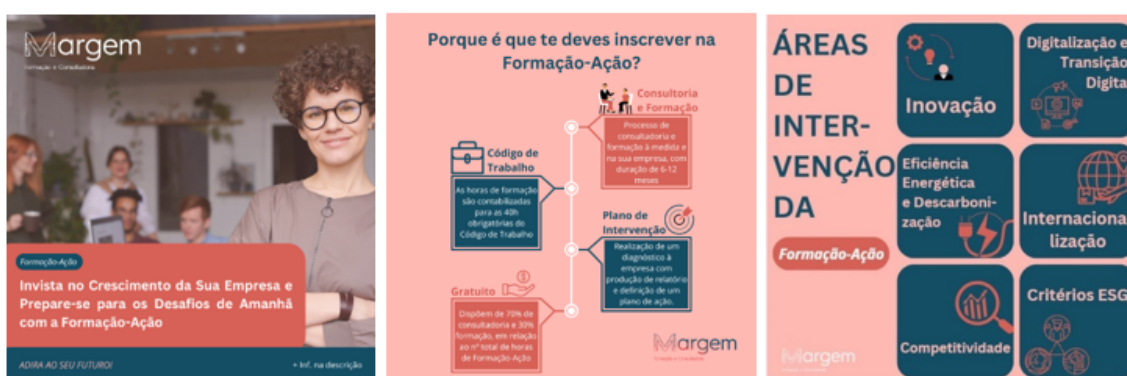 Margem
Formação e Consultadoria
Formação-Ação
Invista no Crescimento da Sua Empresa e
Prepare-se para os Desafios de Amanhã
com a Formação-Ação
ADIRA AO SEU FUTURO!
+ Inf. na descrição
Porque é que te deves inscrever na
Formação-Ação?
Consultoria
e Formação
Processo de
consultadoria e
formação à medida e
na sua empresa, com
duração de 6-12
meses
Código de
Trabalho
As horas de formação
são contabilizadas
para as 40h
obrigatórias do
Código de Trabalho
Plano de
Intervenção
Realização de um
diagnóstico à
empresa com
produção de relatório
e definição de um
plano de ação.
Gratuito
Dispõem de 70% de
consultadoria e 30%
formação, em relação
ao nº total de horas
de Formação Ação
Margem
ÁREAS
DE
INTER-
VENÇÃO
DA
Formação-Ação
Inovação
Digitalização e
Transição
Digita
Eficiência
Energética
e Descarboni-
zação
Internaciona
lização
Competitividade
Critérios ESG
Margem